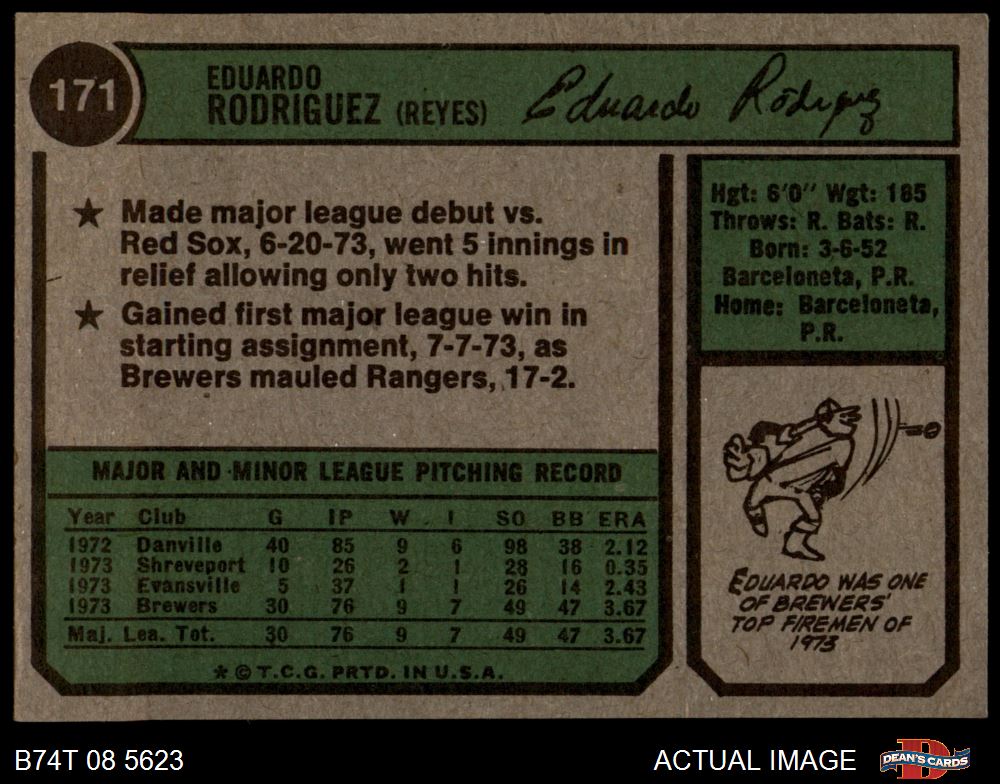 171
EDUARDO
RODRIGUEZ (REYES)
Eduardo Rodriguez
★ Made major league debut vs.
Red Sox, 6-20-73, went 5 innings in
relief allowing only two hits.
★ Gained first major league win in
starting assignment, 7-7-73, as
Brewers mauled Rangers, 17-2.
Hgt: 6'0" Wgt: 185
Throws: R. Bats: R.
Born: 3-6-52
Barceloneta, P.R.
Home: Barceloneta,
P.R.
MAJOR AND MINOR LEAGUE PITCHING RECORD
Year Club G IP W L SO BB ERA
1972 Danville 40 85 9 6 98 38 2.12
1973 Shreveport 10 26 2 1 28 16 0.35
1973 Evansville 5 37 1 1 26 14 2.43
1973 Brewers 30 76 9 7 49 47 3.67
Maj. Lea. Tot. 30 76 9 7 49 47 3.67
* © T.C.G. PRTD. IN U.S.A.
EDUARDO WAS ONE
OF BREWERS'
TOP FIREMEN OF
1973
B74T 08 5623
ACTUAL IMAGE
D
DEAN'S CARDS